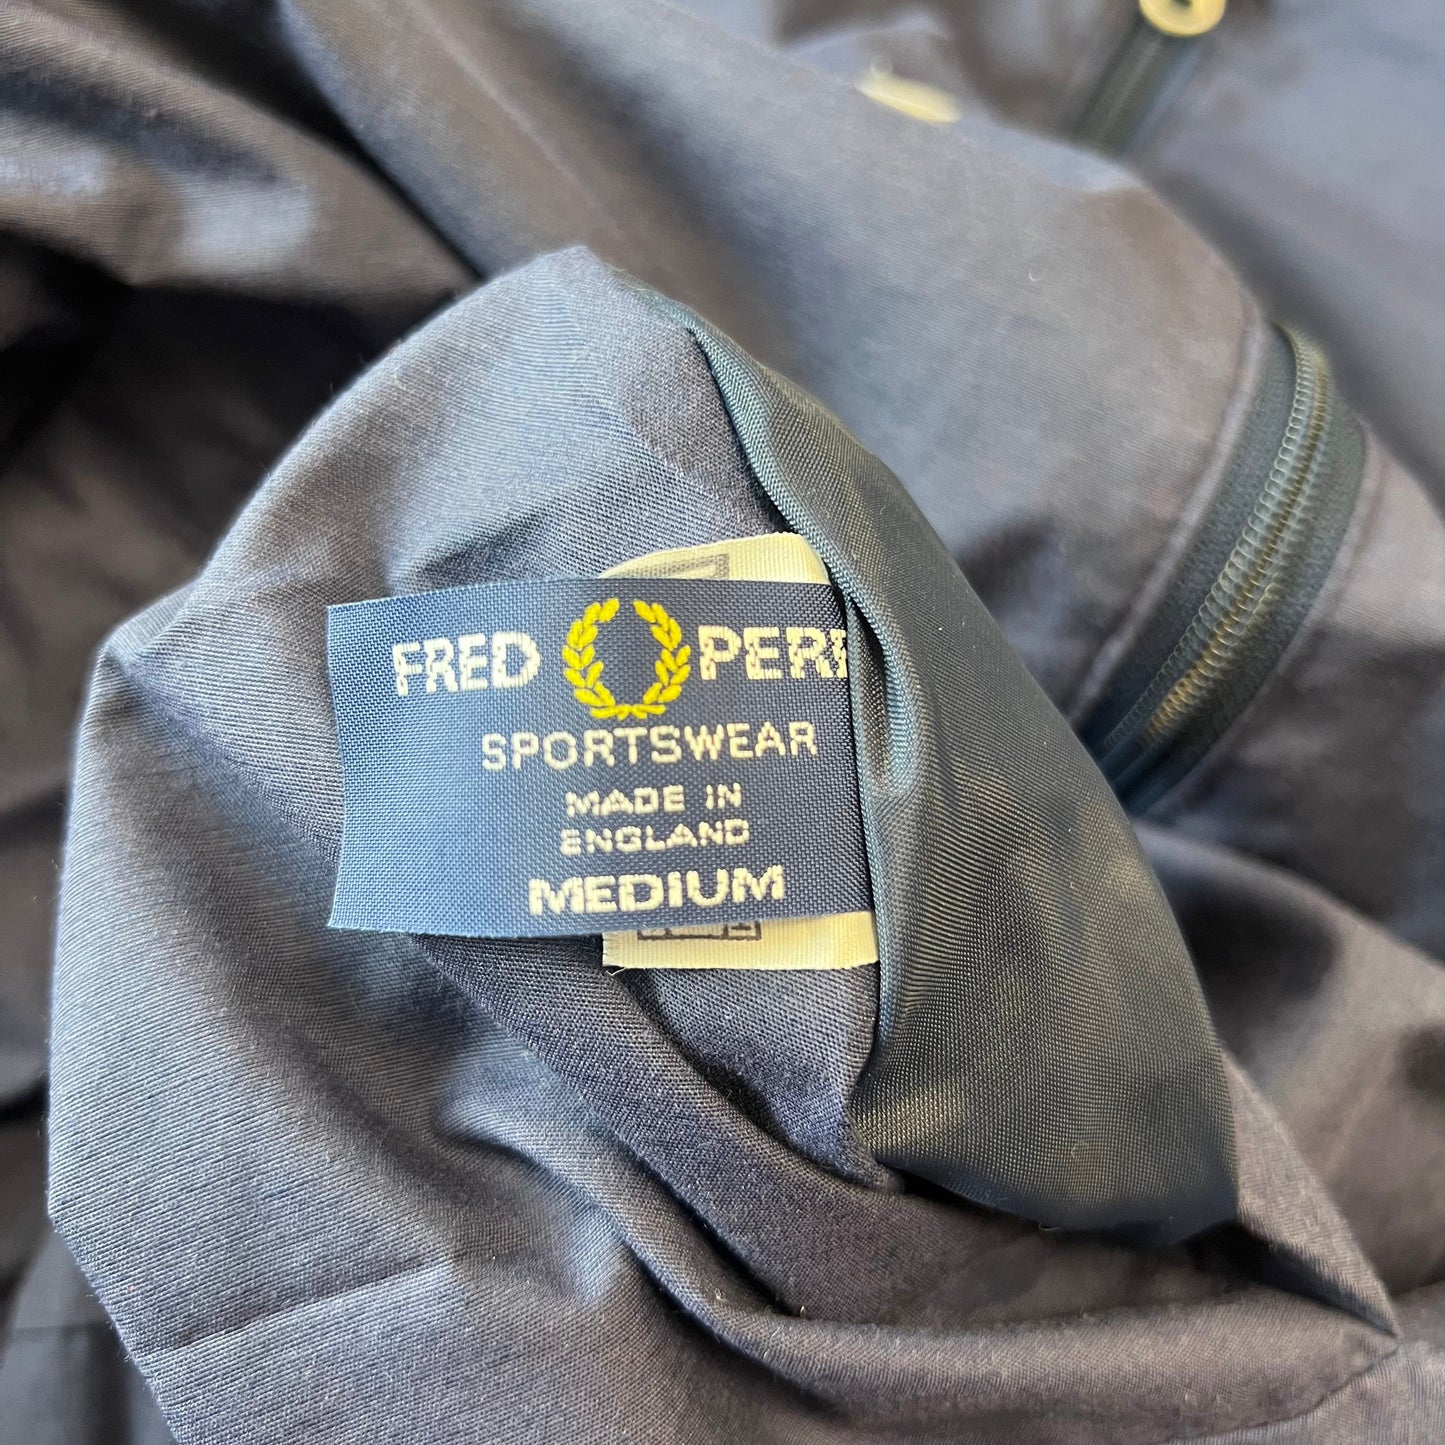 FRED PERR
SPORTSWEAR
MADE IN
ENGLAND
MEDIUM